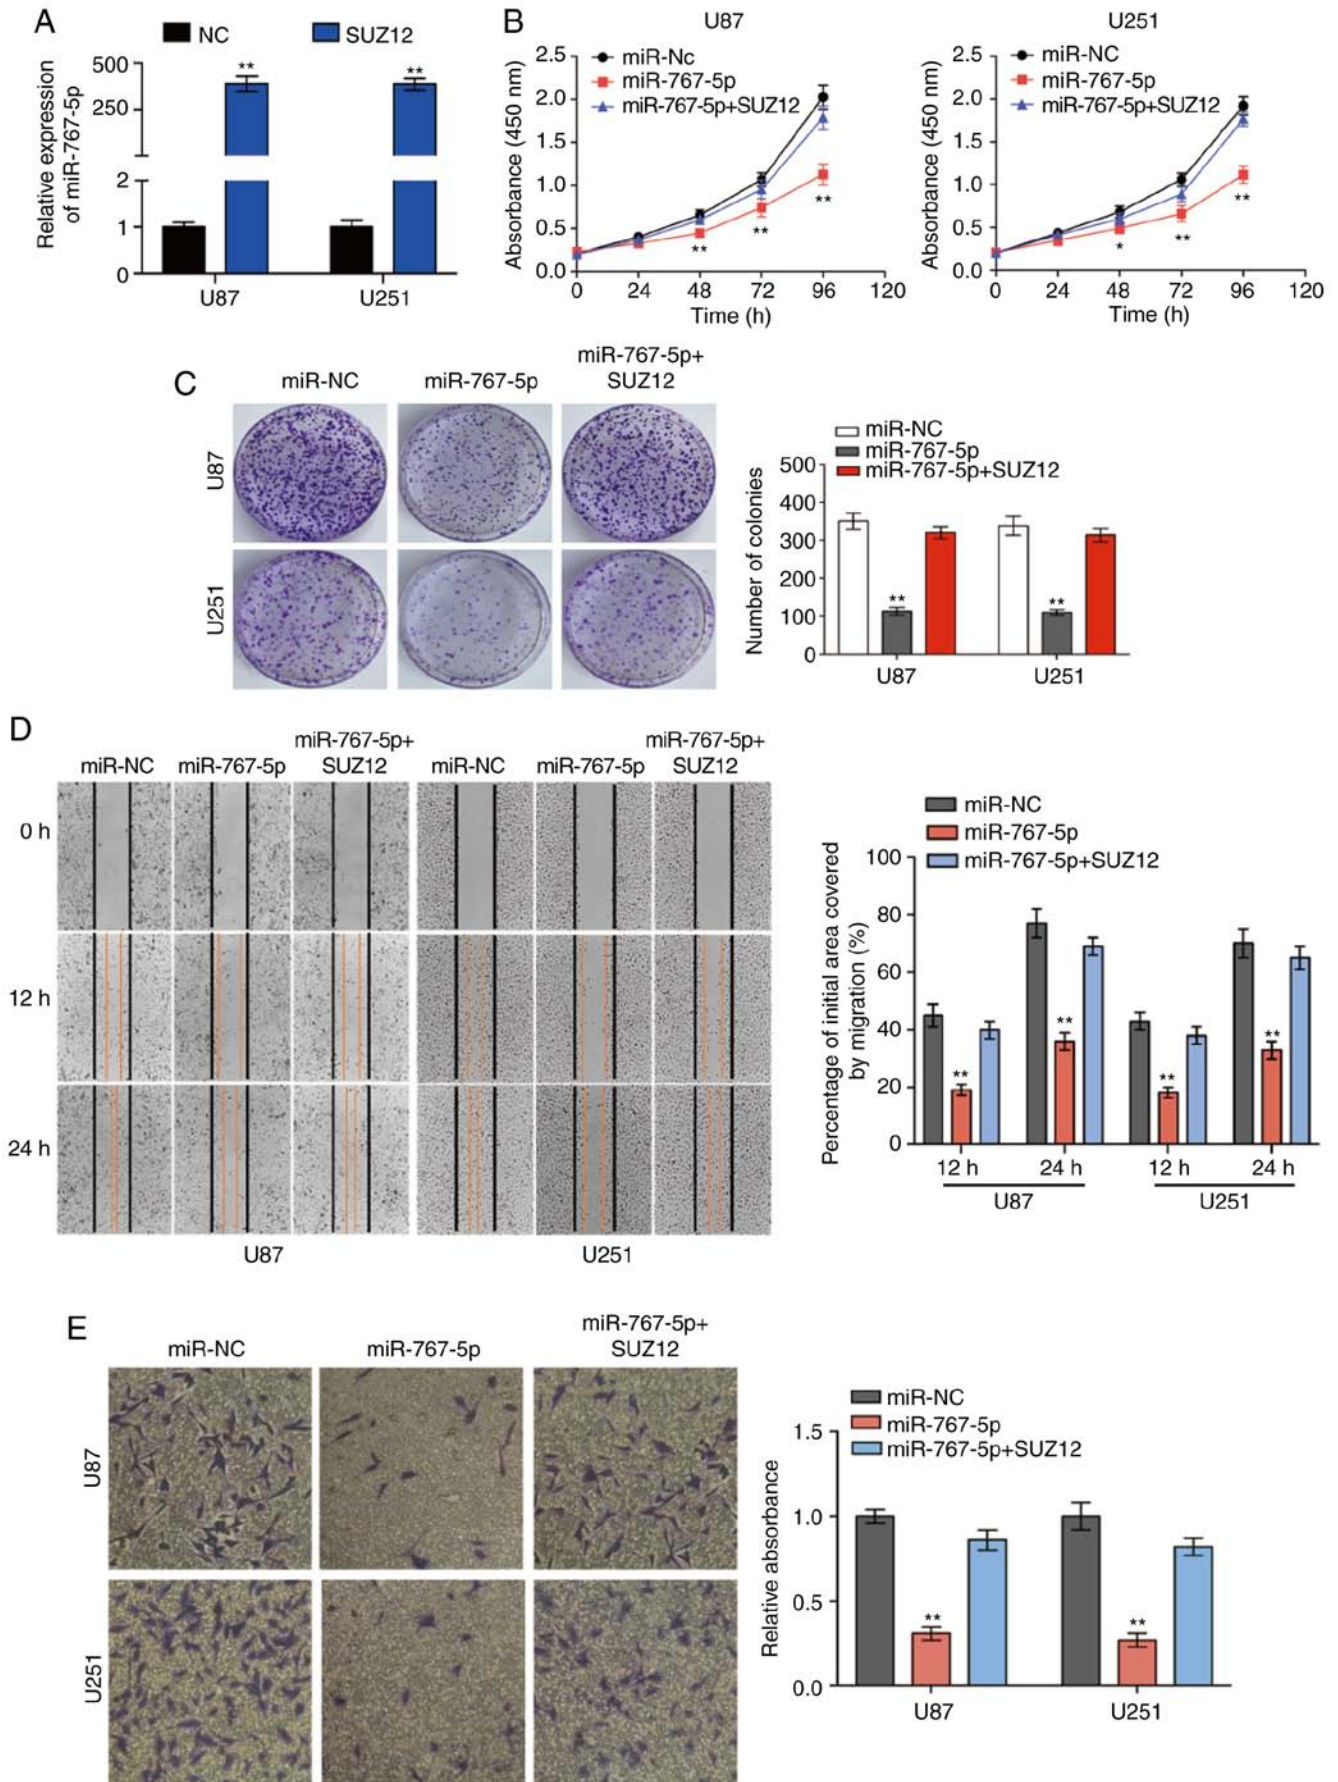 A
NC
SUZ12
Relative expression
of miR-767-5p
500
250
2
1
0
**
**
U87
U251
B
U87
miR-Nc
miR-767-5p
miR-767-5p+SUZ12
Absorbance (450 nm)
2.5
2.0
1.5
1.0
0.5
0.0
**
**
**
0 24 48 72 96 120
Time (h)
U251
miR-NC
miR-767-5p
miR-767-5p+SUZ12
Absorbance (450 nm)
2.5
2.0
1.5
1.0
0.5
0.0
*
**
**
0 24 48 72 96 120
Time (h)
C
miR-NC
miR-767-5p
miR-767-5p+
SUZ12
U87
U251
miR-NC
miR-767-5p
miR-767-5p+SUZ12
Number of colonies
500
400
300
200
100
0
**
**
U87
U251
D
miR-NC
miR-767-5p
miR-767-5p+
SUZ12
miR-NC
miR-767-5p
miR-767-5p+
SUZ12
0 h
12 h
24 h
U87
U251
miR-NC
miR-767-5p
miR-767-5p+SUZ12
Percentage of initial area covered
by migration (%)
100
80
60
40
20
0
**
**
**
**
12 h
24 h
12 h
24 h
U87
U251
E
miR-NC
miR-767-5p
miR-767-5p+
SUZ12
U87
U251
miR-NC
miR-767-5p
miR-767-5p+SUZ12
Relative absorbance
1.5
1.0
0.5
0.0
**
**
U87
U251